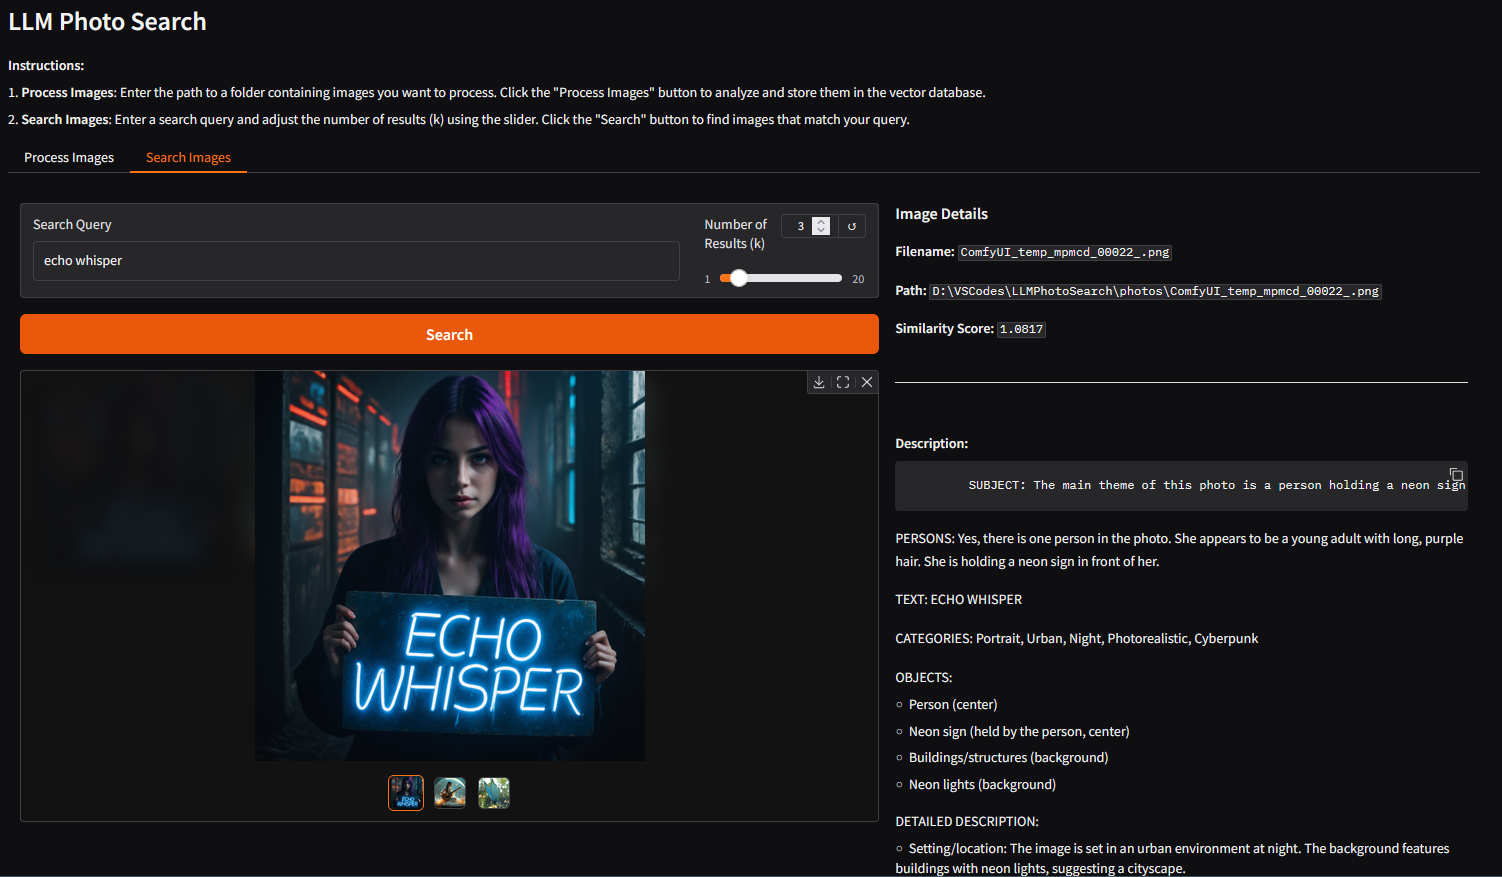 LLM Photo Search
Instructions:
1. Process Images: Enter the path to a folder containing images you want to process. Click the "Process Images" button to analyze and store them in the vector database.
2. Search Images: Enter a search query and adjust the number of results (k) using the slider. Click the "Search" button to find images that match your query.
Process Images
Search Images
Search Query
echo whisper
Number of
Results (k)
3
1
20
Search
ECHO
WHISPER
Image Details
Filename: ComfyUI_temp_mpmcd_00022_.png
Path: D:\VSCodes\LLMPhotoSearch\photos\ComfyUI_temp_mpmcd_00022_.png
Similarity Score: 1.0817
Description:
SUBJECT: The main theme of this photo is a person holding a neon sign
PERSONS: Yes, there is one person in the photo. She appears to be a young adult with long, purple
hair. She is holding a neon sign in front of her.
TEXT: ECHO WHISPER
CATEGORIES: Portrait, Urban, Night, Photorealistic, Cyberpunk
OBJECTS:
Person (center)
Neon sign (held by the person, center)
Buildings/structures (background)
Neon lights (background)
DETAILED DESCRIPTION:
Setting/location: The image is set in an urban environment at night. The background features
buildings with neon lights, suggesting a cityscape.